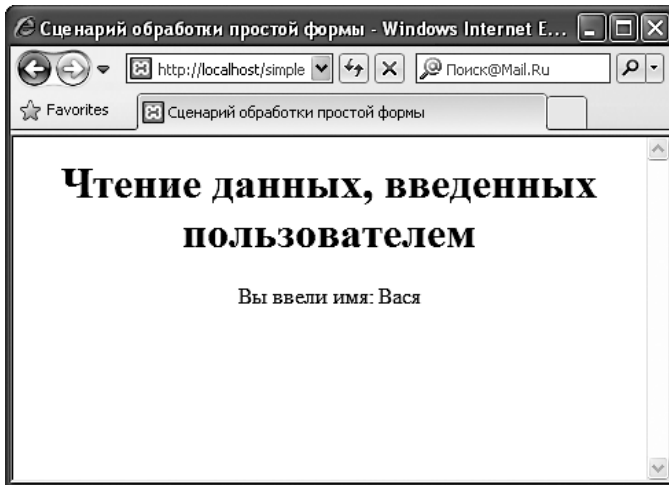 Сценарий обработки простой формы - Windows Internet E...
http://localhost/simple
Поиск@Mail.Ru
Favorites
Сценарий обработки простой формы
Чтение данных, введенных
пользователем
Вы ввели имя: Вася